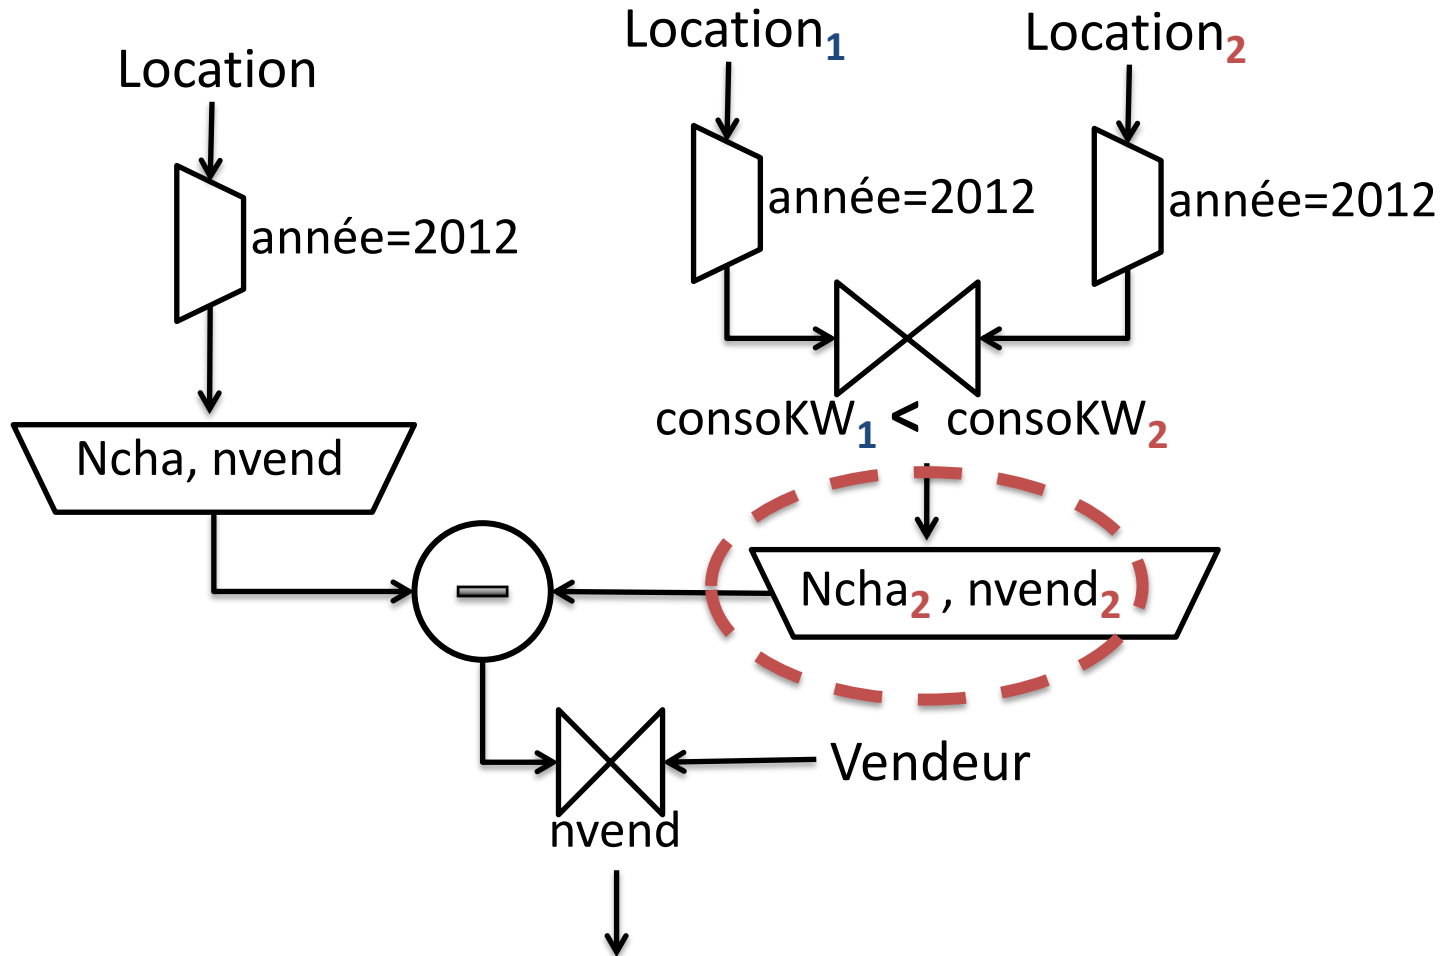 Location
Location1
Location2
année=2012
année=2012
année=2012
consoKW1 < consoKW2
Ncha, nvend
Ncha2 , nvend2
-
Vendeur
nvend